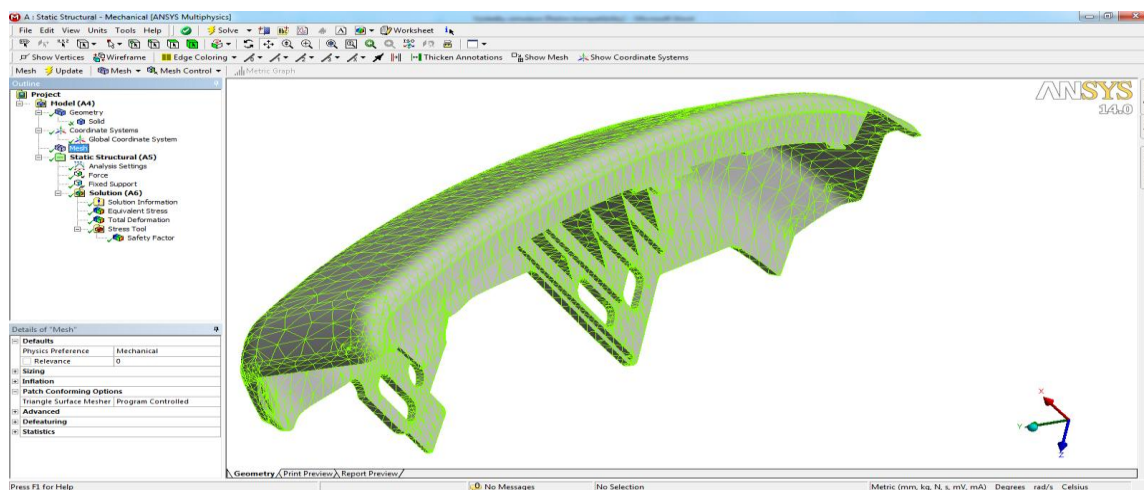 A : Static Structural - Mechanical [ANSYS Multiphysics]
File Edit View Units Tools Help Solve Worksheet
Show Vertices Wireframe Edge Coloring Thicken Annotations Show Mesh Show Coordinate Systems
Mesh Update Mesh Mesh Control Metric Graph
Outline
Project
Model (A4)
Geometry
Solid
Coordinate Systems
Global Coordinate System
Mesh
Static Structural (A5)
Analysis Settings
Force
Fixed Support
Solution (A6)
Solution Information
Equivalent Stress
Total Deformation
Stress Tool
Safety Factor
ANSYS
14.0
Details of "Mesh"
Defaults
Physics Preference Mechanical
Relevance 0
Sizing
Inflation
Patch Conforming Options
Triangle Surface Mesher Program Controlled
Advanced
Defeaturing
Statistics
X
Y
Z
Geometry Print Preview Report Preview
Press F1 for Help No Messages No Selection Metric (mm, kg, N, s, mV, mA) Degrees rad/s Celsius